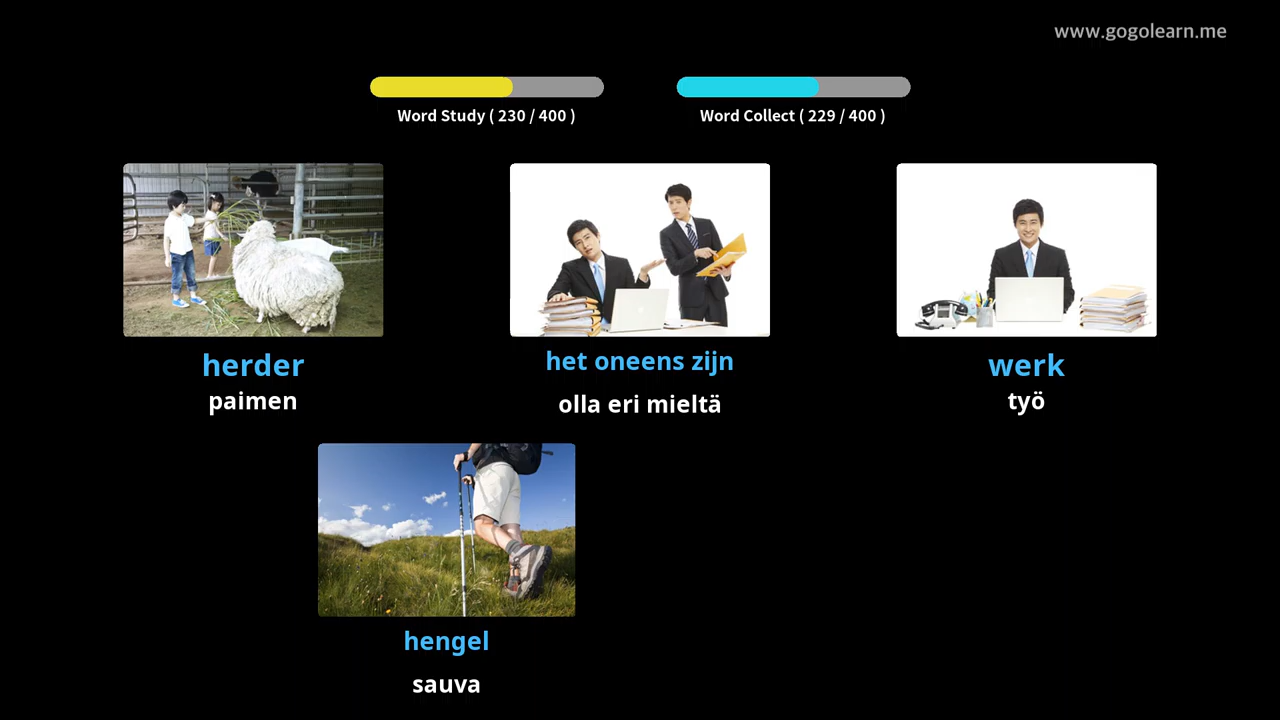 www.gogolearn.me
Word Study ( 230 / 400 )
Word Collect ( 229 / 400 )
herder
paimen
het oneens zijn
olla eri mieltä
werk
työ
hengel
sauva